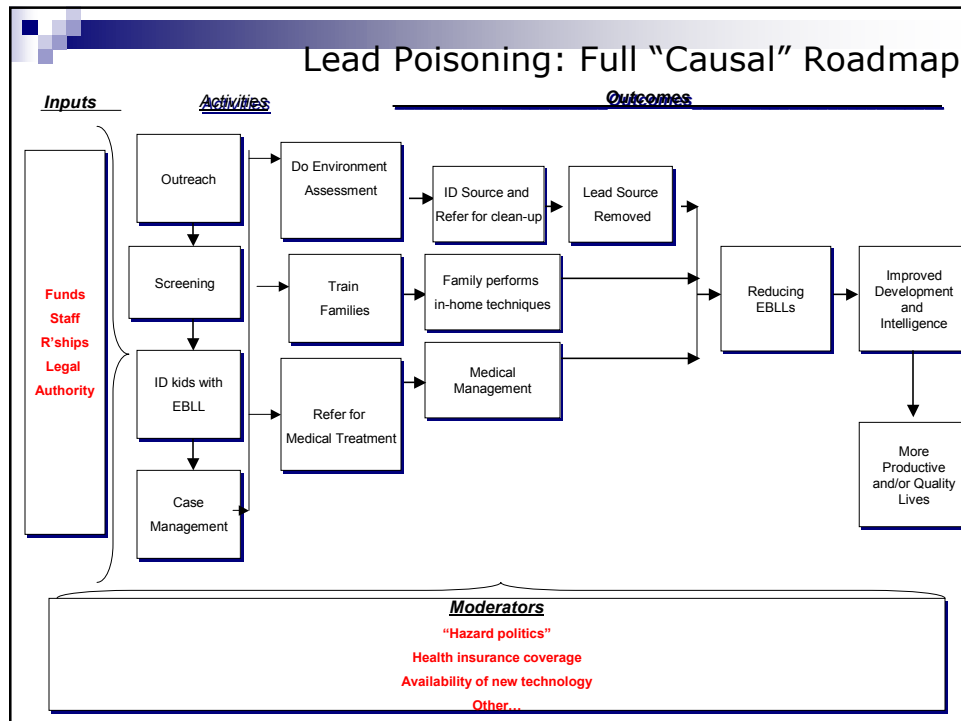 Lead Poisoning: Full “Causal” Roadmap
Inputs
Activities
Outcomes
Funds
Staff
R’ships
Legal
Authority
Outreach
Screening
ID kids with
EBLL
Case
Management
Do Environment
Assessment
Train
Families
Refer for
Medical Treatment
ID Source and
Refer for clean-up
Lead Source
Removed
Family performs
in-home techniques
Medical
Management
Reducing
EBLLs
Improved
Development
and
Intelligence
More
Productive
and/or Quality
Lives
Moderators
“Hazard politics”
Health insurance coverage
Availability of new technology
Other…